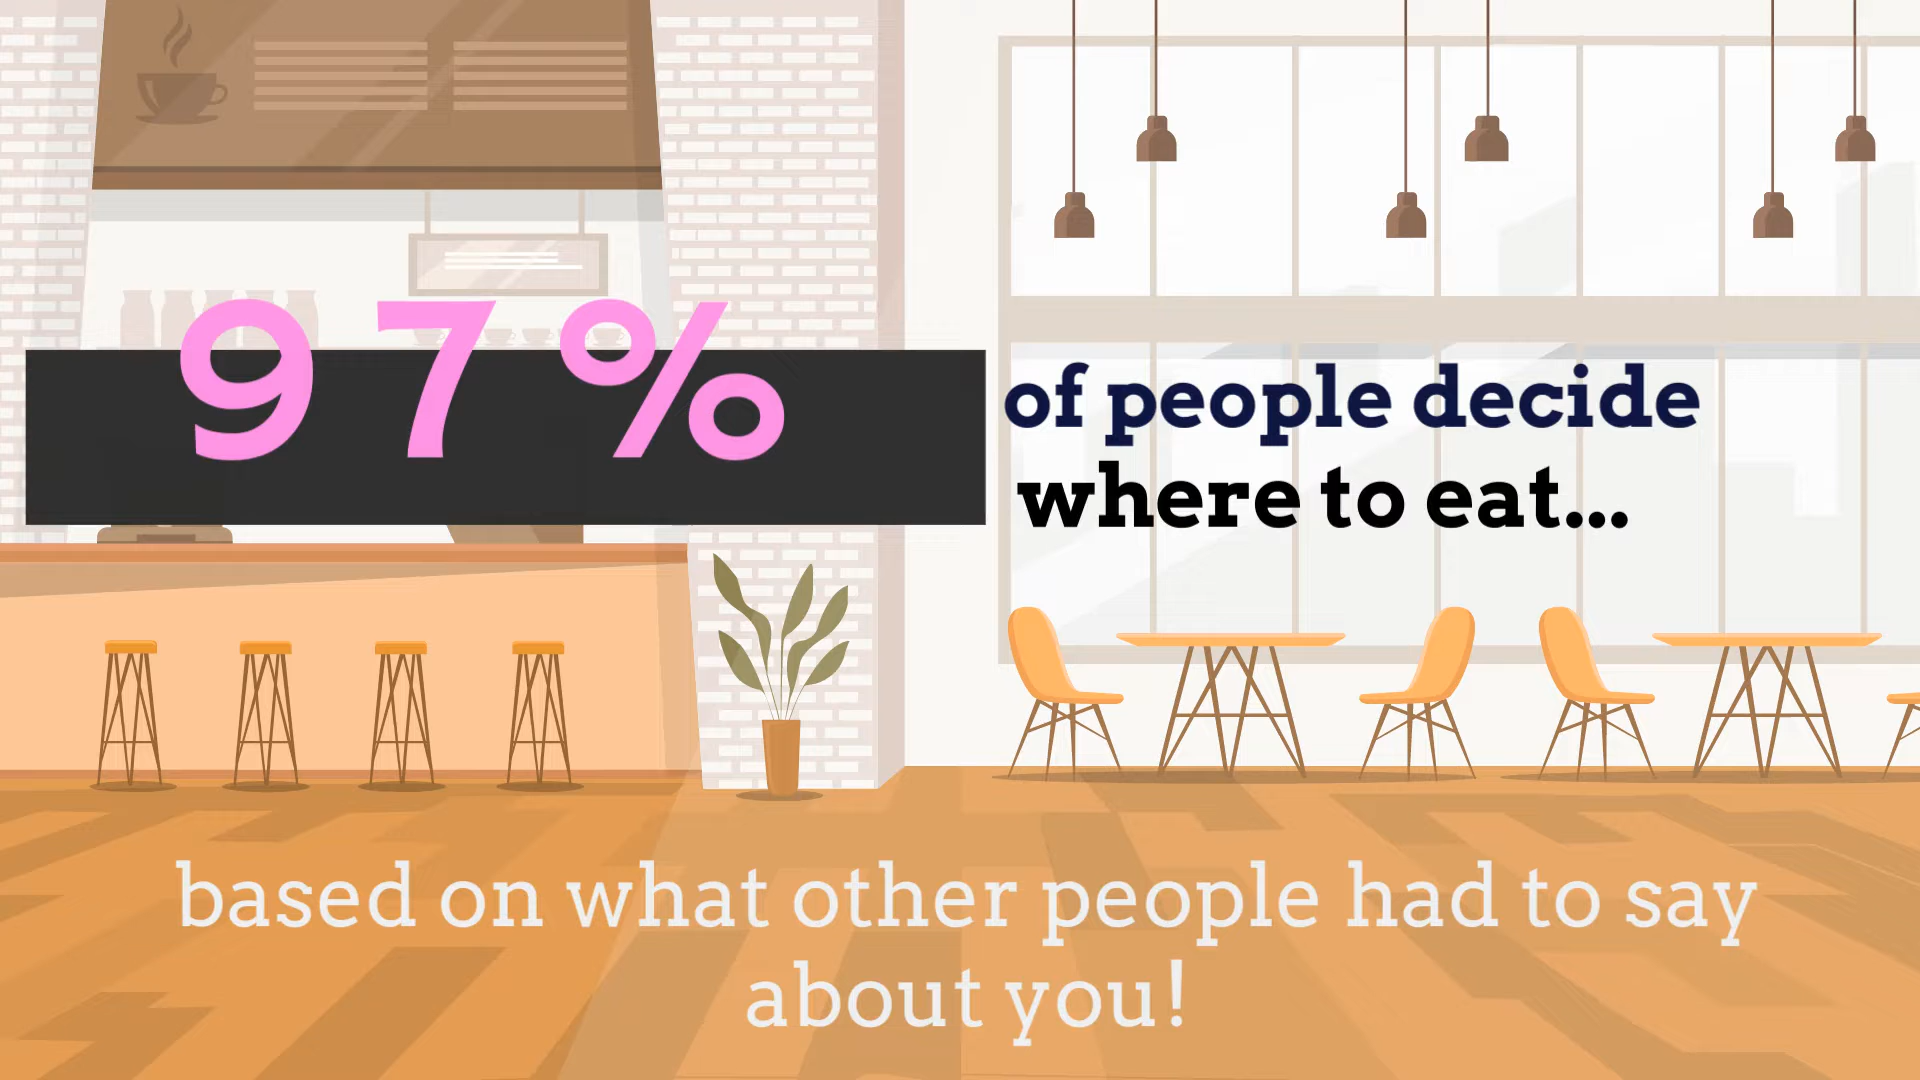 97%
of people decide
where to eat...
based on what other people had to say
about you!